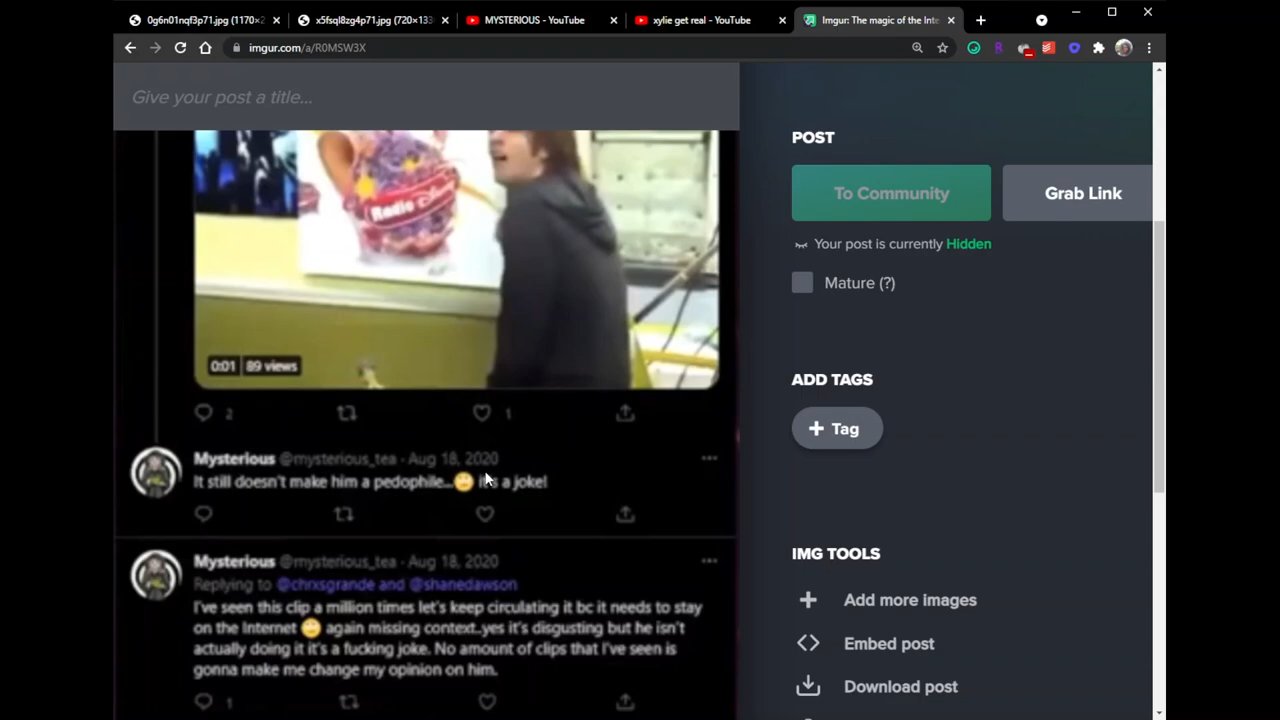 0g6n01nqf3p71.jpg (1170×2
x5fsql8zg4p71.jpg (720×133
MYSTERIOUS - YouTube
xylie get real - YouTube
Imgur: The magic of the Inte
imgur.com/a/R0MSW3X
Give your post a title...
Radio Disney
0:01 89 views
2
1
Mysterious @mysterious_tea · Aug 18, 2020
It still doesn't make him a pedophile..🙄 it's a joke!
Mysterious @mysterious_tea · Aug 18, 2020
Replying to @chrxsgrande and @shanedawson
I've seen this clip a million times let's keep circulating it bc it needs to stay
on the Internet 🙄 again missing context..yes it's disgusting but he isn't
actually doing it it's a fucking joke. No amount of clips that I've seen is
gonna make me change my opinion on him.
1
POST
To Community
Grab Link
Your post is currently Hidden
Mature (?)
ADD TAGS
+ Tag
IMG TOOLS
Add more images
Embed post
Download post